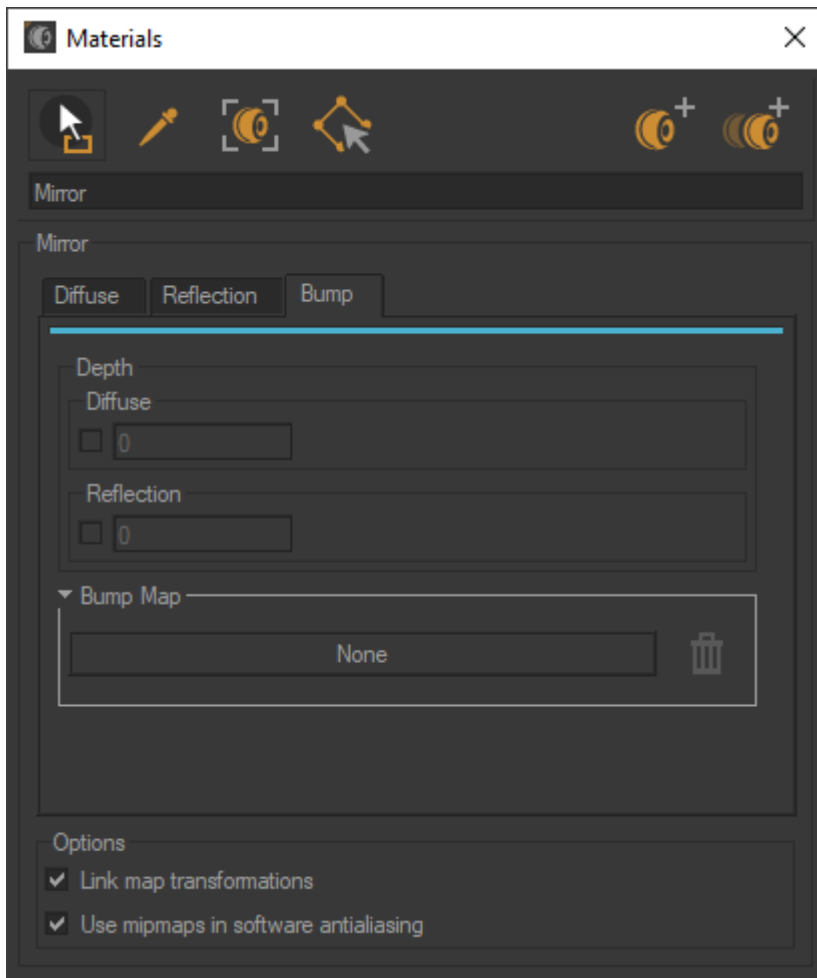 Materials
Mirror
Mirror
Diffuse Reflection Bump
Depth
Diffuse
0
Reflection
0
Bump Map
None
Options
Link map transformations
Use mipmaps in software antialiasing